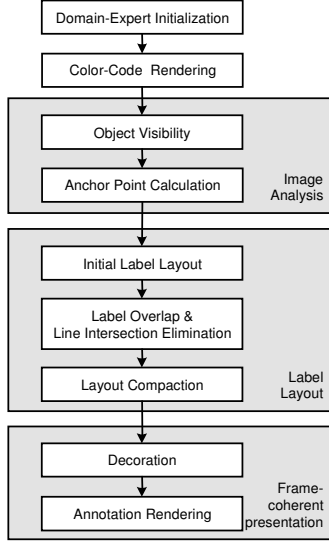 Domain-Expert Initialization
Color-Code Rendering
Object Visibility
Anchor Point Calculation
Image
Analysis
Initial Label Layout
Label Overlap &
Line Intersection Elimination
Layout Compaction
Label
Layout
Decoration
Annotation Rendering
Frame-
coherent
presentation